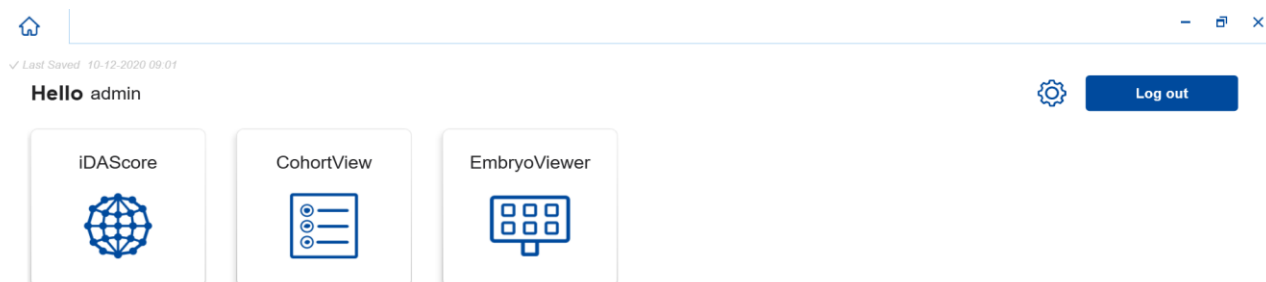 ✓ Last Saved 10-12-2020 09:01
Hello admin
Log out
iDAScore
CohortView
EmbryoViewer